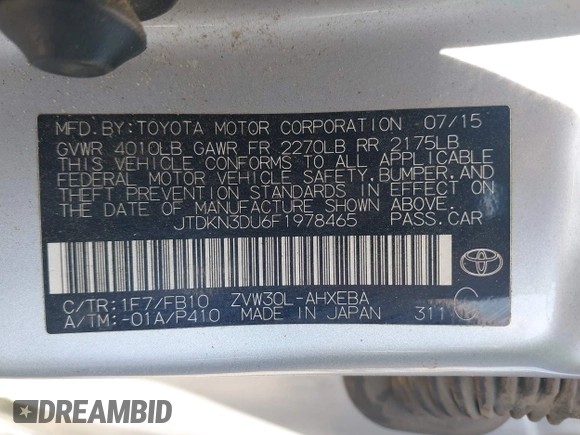 MFD. BY: TOYOTA MOTOR CORPORATION 07/15
GVWR 4010LB GAWR FR 2270LB RR 2175LB
THIS VEHICLE CONFORMS TO ALL APPLICABLE
FEDERAL MOTOR VEHICLE SAFETY, BUMPER, AND
THEFT PREVENTION STANDARDS IN EFFECT ON
THE DATE OF MANUFACTURE SHOWN ABOVE.
JTDKN3DU6F1978465 PASS. CAR
C/TR: 1F7/FB10 ZVW30L-AHXEBA
A/TM: -01A/P410 MADE IN JAPAN 311 C
TOYOTA
DREAMBID